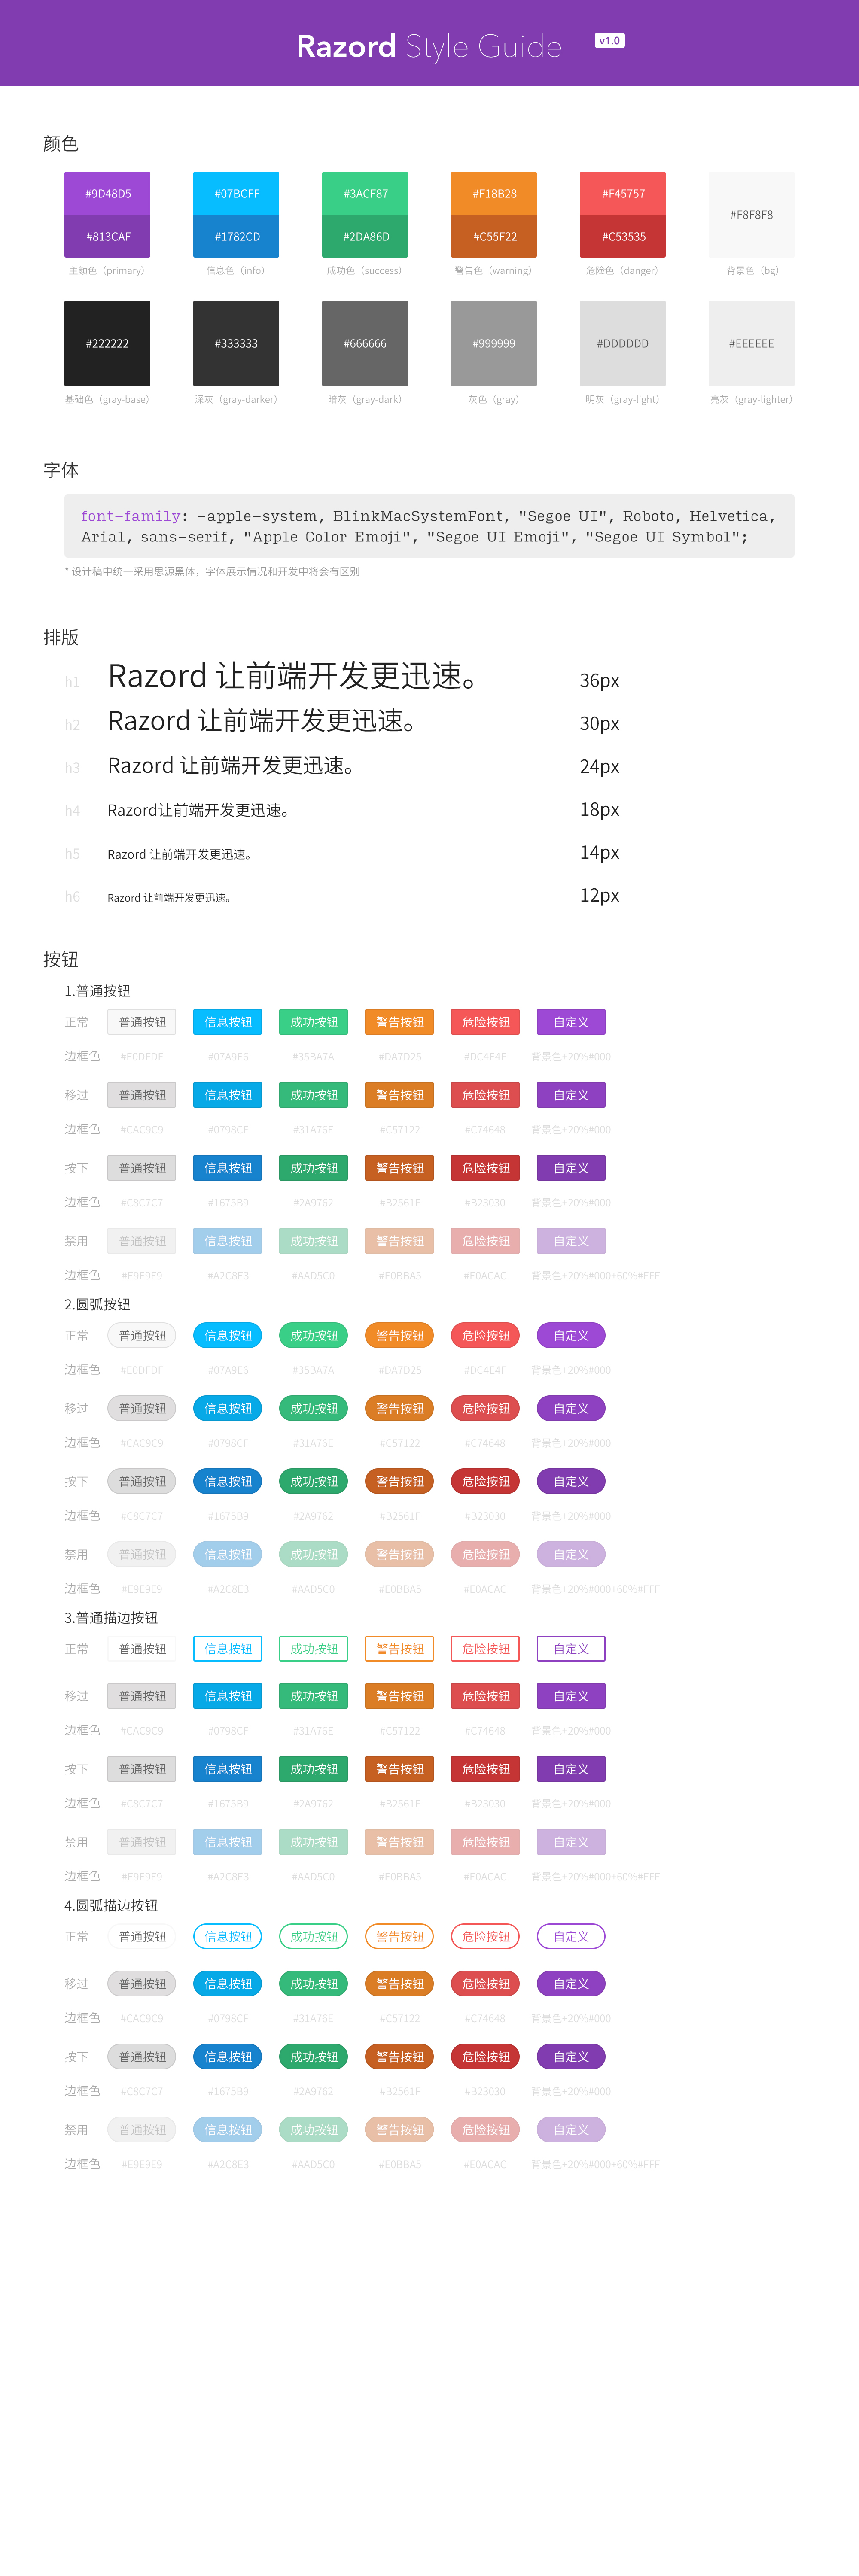 Razord Style Guide v1.0
颜色
#9D48D5 #07BCFF #3ACF87 #F18B28 #F45757 #F8F8F8
#813CAF #1782CD #2DA86D #C55F22 #C53535
主颜色（primary） 信息色（info） 成功色（success） 警告色（warning） 危险色（danger） 背景色（bg）
#222222 #333333 #666666 #999999 #DDDDDD #EEEEEE
基础色（gray-base） 深灰（gray-darker） 暗灰（gray-dark） 灰色（gray） 明灰（gray-light） 亮灰（gray-lighter）
字体
font-family: -apple-system, BlinkMacSystemFont, "Segoe UI", Roboto, Helvetica,
Arial, sans-serif, "Apple Color Emoji", "Segoe UI Emoji", "Segoe UI Symbol";
* 设计稿中统一采用思源黑体，字体展示情况和开发中将会有区别
排版
h1 Razord 让前端开发更迅速。 36px
h2 Razord 让前端开发更迅速。 30px
h3 Razord 让前端开发更迅速。 24px
h4 Razord让前端开发更迅速。 18px
h5 Razord 让前端开发更迅速。 14px
h6 Razord 让前端开发更迅速。 12px
按钮
1.普通按钮
正常 普通按钮 信息按钮 成功按钮 警告按钮 危险按钮 自定义
边框色 #E0DFDF #07A9E6 #35BA7A #DA7D25 #DC4E4F 背景色+20%#000
移过 普通按钮 信息按钮 成功按钮 警告按钮 危险按钮 自定义
边框色 #CAC9C9 #0798CF #31A76E #C57122 #C74648 背景色+20%#000
按下 普通按钮 信息按钮 成功按钮 警告按钮 危险按钮 自定义
边框色 #C8C7C7 #1675B9 #2A9762 #B2561F #B23030 背景色+20%#000
禁用 普通按钮 信息按钮 成功按钮 警告按钮 危险按钮 自定义
边框色 #E9E9E9 #A2C8E3 #AAD5C0 #E0BBA5 #E0ACAC 背景色+20%#000+60%#FFF
2.圆弧按钮
正常 普通按钮 信息按钮 成功按钮 警告按钮 危险按钮 自定义
边框色 #E0DFDF #07A9E6 #35BA7A #DA7D25 #DC4E4F 背景色+20%#000
移过 普通按钮 信息按钮 成功按钮 警告按钮 危险按钮 自定义
边框色 #CAC9C9 #0798CF #31A76E #C57122 #C74648 背景色+20%#000
按下 普通按钮 信息按钮 成功按钮 警告按钮 危险按钮 自定义
边框色 #C8C7C7 #1675B9 #2A9762 #B2561F #B23030 背景色+20%#000
禁用 普通按钮 信息按钮 成功按钮 警告按钮 危险按钮 自定义
边框色 #E9E9E9 #A2C8E3 #AAD5C0 #E0BBA5 #E0ACAC 背景色+20%#000+60%#FFF
3.普通描边按钮
正常 普通按钮 信息按钮 成功按钮 警告按钮 危险按钮 自定义
移过 普通按钮 信息按钮 成功按钮 警告按钮 危险按钮 自定义
边框色 #CAC9C9 #0798CF #31A76E #C57122 #C74648 背景色+20%#000
按下 普通按钮 信息按钮 成功按钮 警告按钮 危险按钮 自定义
边框色 #C8C7C7 #1675B9 #2A9762 #B2561F #B23030 背景色+20%#000
禁用 普通按钮 信息按钮 成功按钮 警告按钮 危险按钮 自定义
边框色 #E9E9E9 #A2C8E3 #AAD5C0 #E0BBA5 #E0ACAC 背景色+20%#000+60%#FFF
4.圆弧描边按钮
正常 普通按钮 信息按钮 成功按钮 警告按钮 危险按钮 自定义
移过 普通按钮 信息按钮 成功按钮 警告按钮 危险按钮 自定义
边框色 #CAC9C9 #0798CF #31A76E #C57122 #C74648 背景色+20%#000
按下 普通按钮 信息按钮 成功按钮 警告按钮 危险按钮 自定义
边框色 #C8C7C7 #1675B9 #2A9762 #B2561F #B23030 背景色+20%#000
禁用 普通按钮 信息按钮 成功按钮 警告按钮 危险按钮 自定义
边框色 #E9E9E9 #A2C8E3 #AAD5C0 #E0BBA5 #E0ACAC 背景色+20%#000+60%#FFF